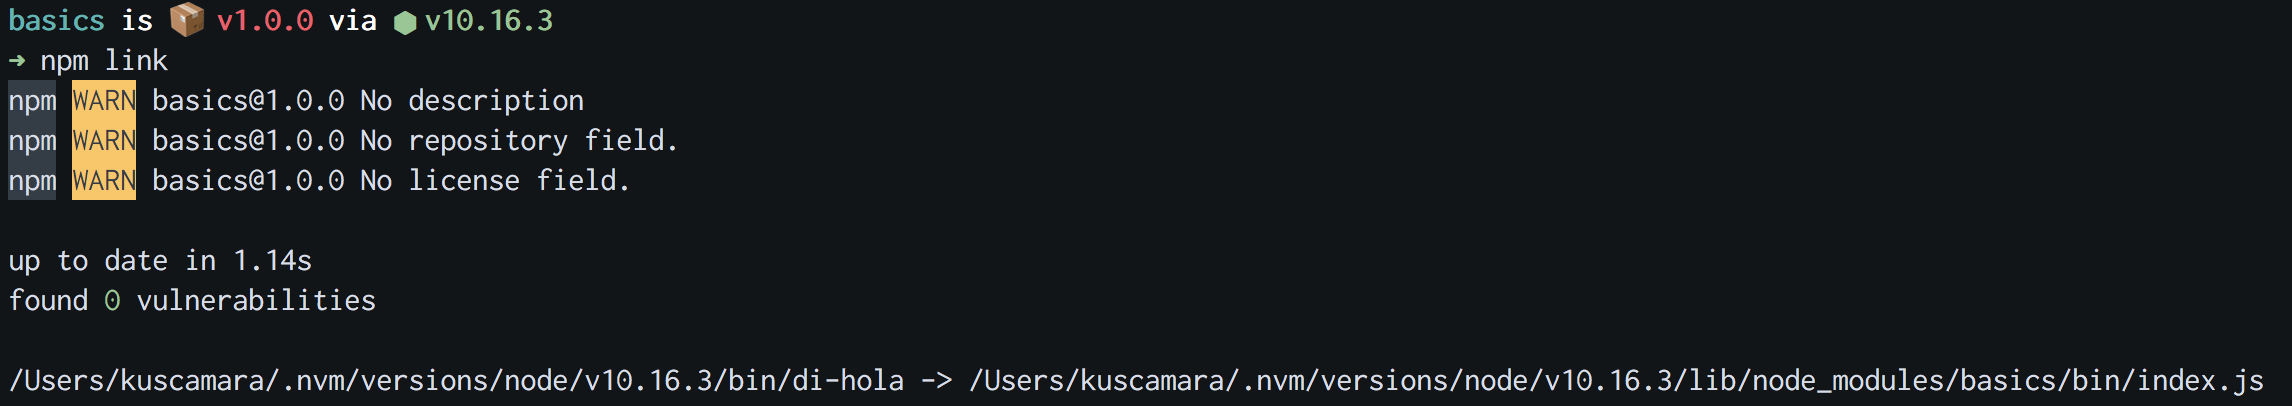 basics is 📦 v1.0.0 via ⬢ v10.16.3
➜ npm link
npm WARN basics@1.0.0 No description
npm WARN basics@1.0.0 No repository field.
npm WARN basics@1.0.0 No license field.
up to date in 1.14s
found 0 vulnerabilities
/Users/kuscamara/.nvm/versions/node/v10.16.3/bin/di-hola -> /Users/kuscamara/.nvm/versions/node/v10.16.3/lib/node_modules/basics/bin/index.js